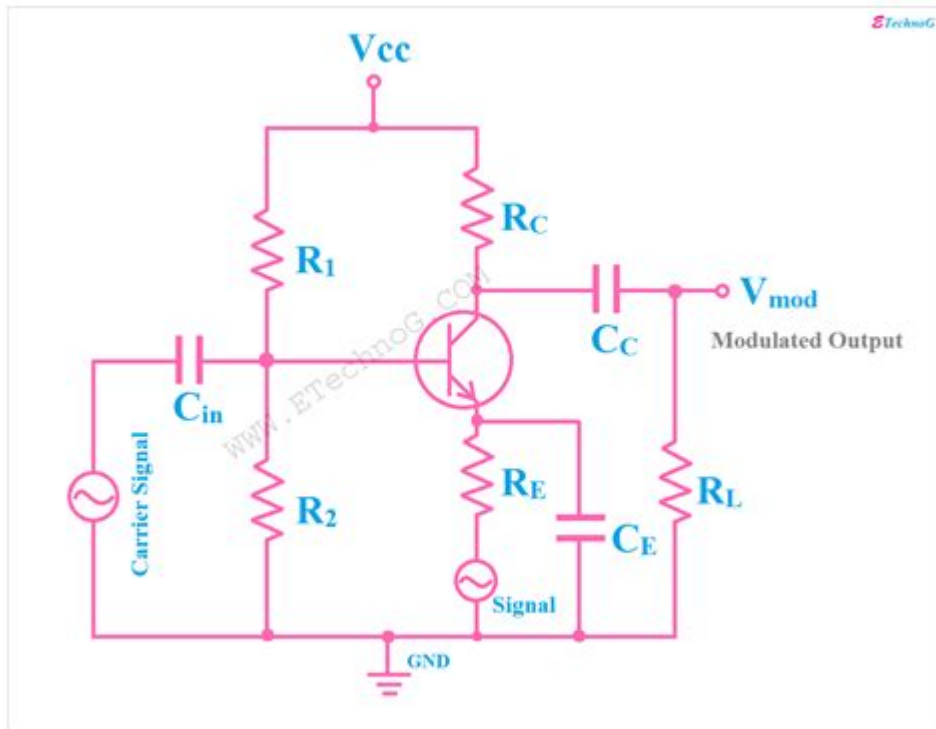 ETechnoG
Vcc
R1
RC
Vmod
Modulated Output
CC
Cin
WWW.ETechnoG.COM
Carrier Signal
R2
RE
CE
RL
Signal
GND